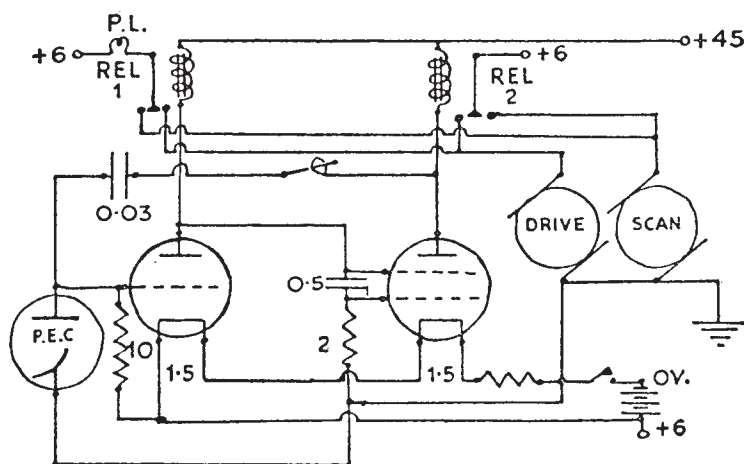 P.L.
+6
REL
1
+6
REL
2
+45
0·03
DRIVE
SCAN
0·5
P.E.C
10
2
1·5
1·5
0V.
+6